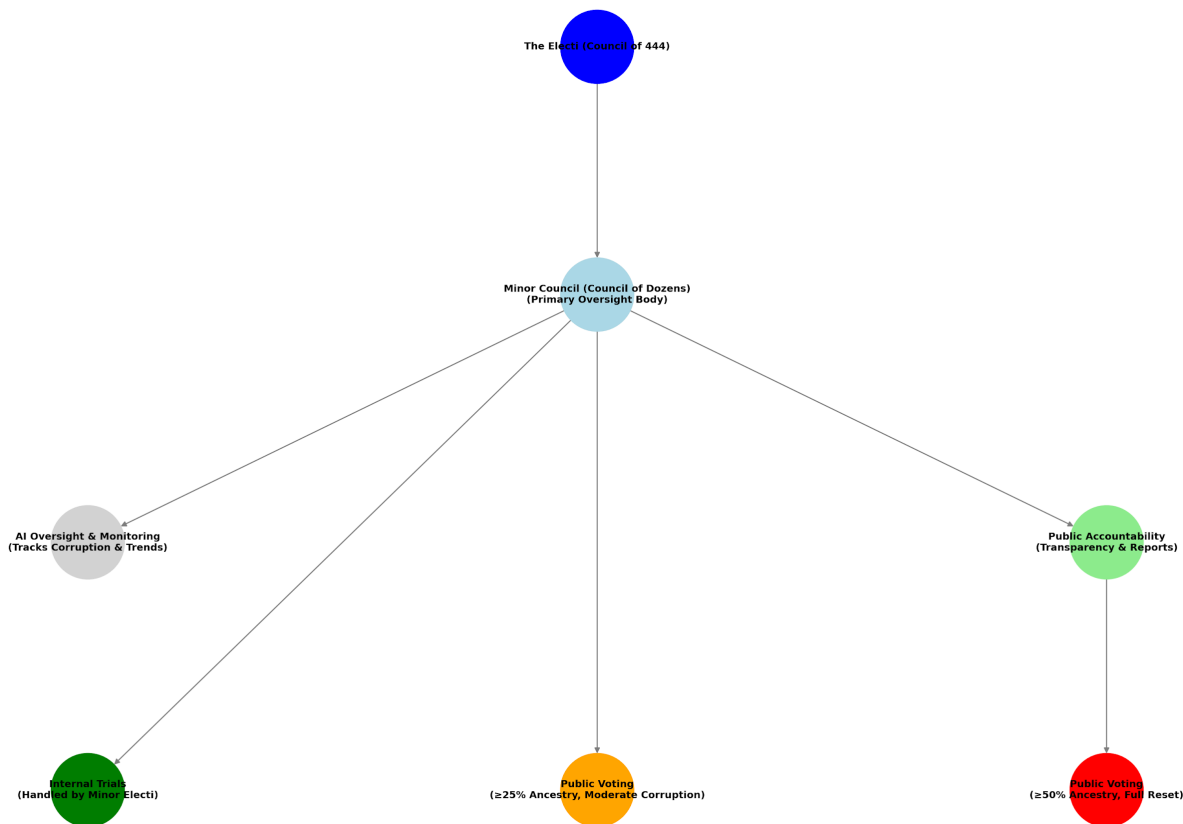 The Electi (Council of 444)
Minor Council (Council of Dozens)
(Primary Oversight Body)
AI Oversight & Monitoring
(Tracks Corruption & Trends)
Public Accountability
(Transparency & Reports)
Internal Trials
(Handled by Minor Electi)
Public Voting
(≥25% Ancestry, Moderate Corruption)
Public Voting
(≥50% Ancestry, Full Reset)